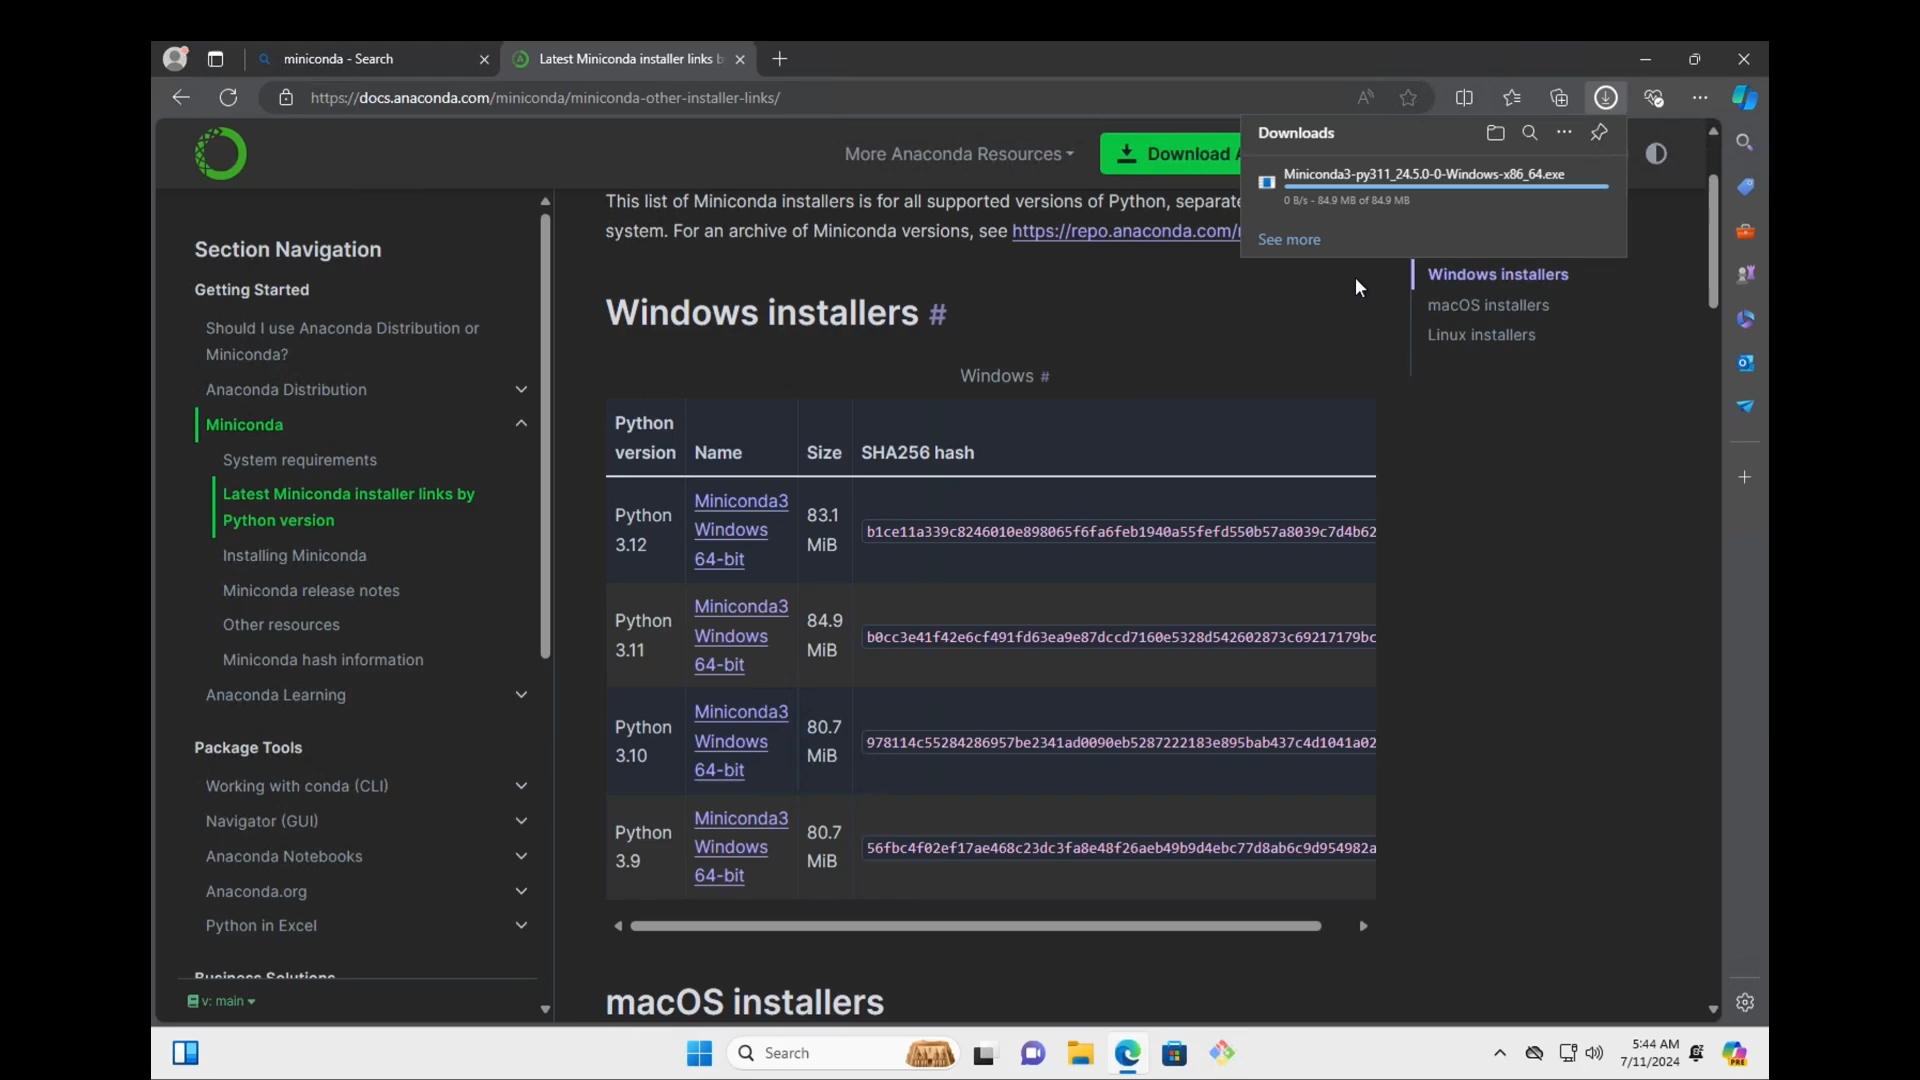 miniconda - Search
Latest Miniconda installer links b
https://docs.anaconda.com/miniconda/miniconda-other-installer-links/
More Anaconda Resources
Download A
Downloads
Miniconda3-py311_24.5.0-0-Windows-x86_64.exe
0 B/s - 84.9 MB of 84.9 MB
See more
This list of Miniconda installers is for all supported versions of Python, separate
system. For an archive of Miniconda versions, see https://repo.anaconda.com/
Windows installers
macOS installers
Linux installers
Section Navigation
Getting Started
Should I use Anaconda Distribution or
Miniconda?
Anaconda Distribution
Miniconda
System requirements
Latest Miniconda installer links by
Python version
Installing Miniconda
Miniconda release notes
Other resources
Miniconda hash information
Anaconda Learning
Package Tools
Working with conda (CLI)
Navigator (GUI)
Anaconda Notebooks
Anaconda.org
Python in Excel
Business Solutions
v: main
Windows installers #
Windows #
Python
version Name Size SHA256 hash
Python 3.12 Miniconda3 Windows 64-bit 83.1 MiB b1ce11a339c8246010e898065f6fa6feb1940a55fefd550b57a8039c7d4b62
Python 3.11 Miniconda3 Windows 64-bit 84.9 MiB b0cc3e41f42e6cf491fd63ea9e87dccd7160e5328d542602873c69217179bc
Python 3.10 Miniconda3 Windows 64-bit 80.7 MiB 978114c55284286957be2341ad0090eb5287222183e895bab437c4d1041a02
Python 3.9 Miniconda3 Windows 64-bit 80.7 MiB 56fbc4f02ef17ae468c23dc3fa8e48f26aeb49b9d4ebc77d8ab6c9d954982a
macOS installers
Search
5:44 AM
7/11/2024
PRE